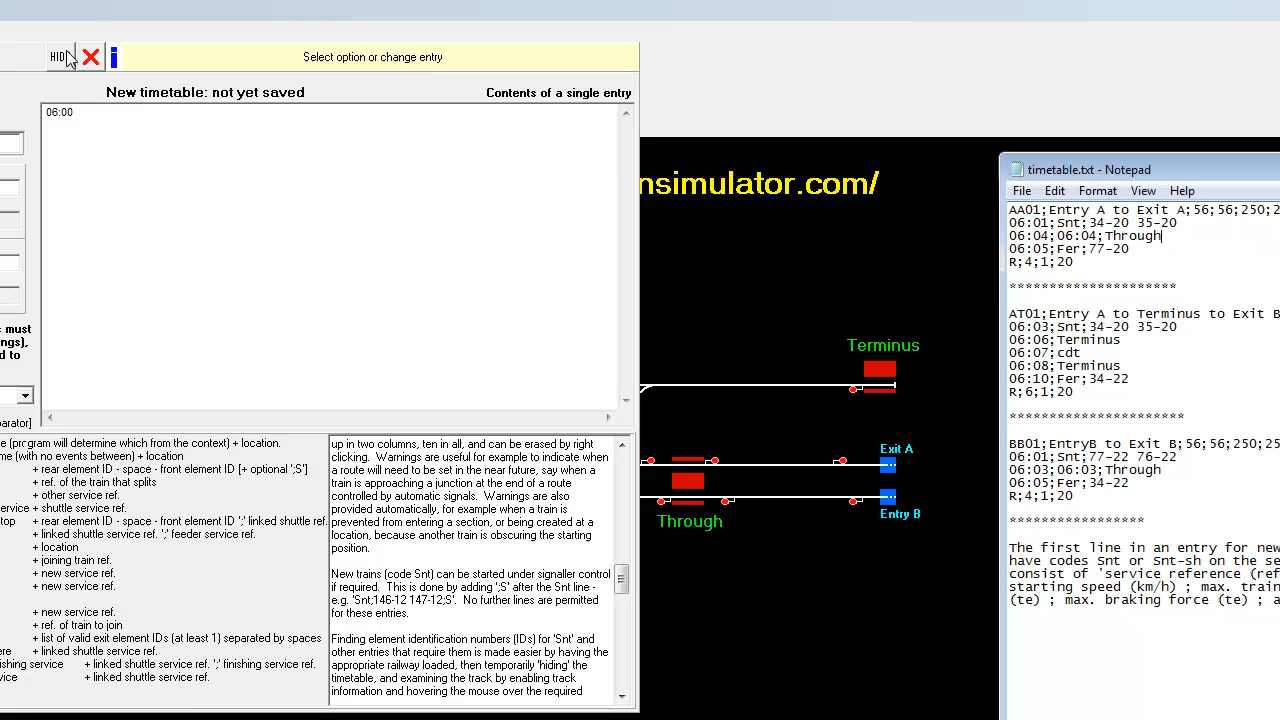 HID
i
Select option or change entry
New timetable: not yet saved
Contents of a single entry
06:00
: must
ngs),
d to
parator]
e (program will determine which from the context) + location.
me (with no events between) + location
+ rear element ID - space - front element ID [+ optional ';S']
+ ref. of the train that splits
+ other service ref.
+ shuttle service ref.
top + rear element ID - space - front element ID ';' linked shuttle ref.
+ linked shuttle service ref. ';' feeder service ref.
+ location
+ joining train ref.
+ new service ref.
+ new service ref.
+ new service ref.
+ ref. of train to join
+ list of valid exit element IDs (at least 1) separated by spaces
ere + linked shuttle service ref.
nishing service + linked shuttle service ref. ';' finishing service ref.
vice + linked shuttle service ref.
up in two columns, ten in all, and can be erased by right
clicking. Warnings are useful for example to indicate when
a route will need to be set in the near future, say when a
train is approaching a junction at the end of a route
controlled by automatic signals. Warnings are also
provided automatically, for example when a train is
prevented from entering a location, or being created at a
location, because another train is obscuring the starting
position.
New trains (code Snt) can be started under signaller control
if required. This is done by adding ';S' after the Snt line -
e.g. 'Snt;146-12 147-12;S'. No further lines are permitted
for these entries.
Finding element identification numbers (IDs) for 'Snt' and
other entries that require them is made easier by having the
appropriate railway loaded, then temporarily 'hiding' the
timetable, and examining the track by enabling track
information and hovering the mouse over the required
nsimulator.com/
Terminus
Exit A
Through
Entry B
timetable.txt - Notepad
File Edit Format View Help
AA01;Entry A to Exit A;56;56;250;2
06:01;Snt;34-20 35-20
06:04;06:04;Through
06:05;Fer;77-20
R;4;1;20
*********************
AT01;Entry A to Terminus to Exit B
06:03;Snt;34-20 35-20
06:06;Terminus
06:07;cdt
06:08;Terminus
06:10;Fer;34-22
R;6;1;20
**********************
BB01;EntryB to Exit B;56;56;250;25
06:01;Snt;77-22 76-22
06:03;06:03;Through
06:05;Fer;34-22
R;4;1;20
*****************
The first line in an entry for new
have codes Snt or Snt-sh on the se
consist of 'service reference (ref
starting speed (km/h) ; max. train
(te) ; max. braking force (te) ; a